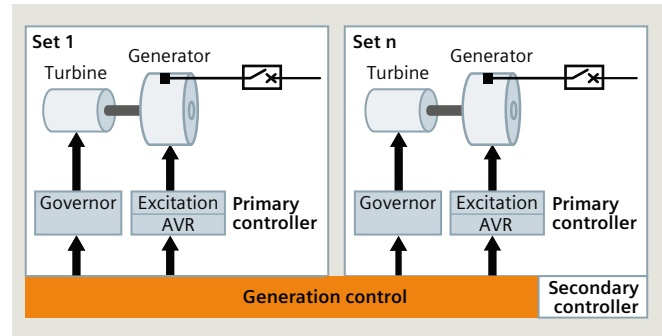 Set 1
Generator
Turbine
Governor
Excitation
AVR
Primary
controller
Set n
Generator
Turbine
Governor
Excitation
AVR
Primary
controller
Generation control
Secondary
controller